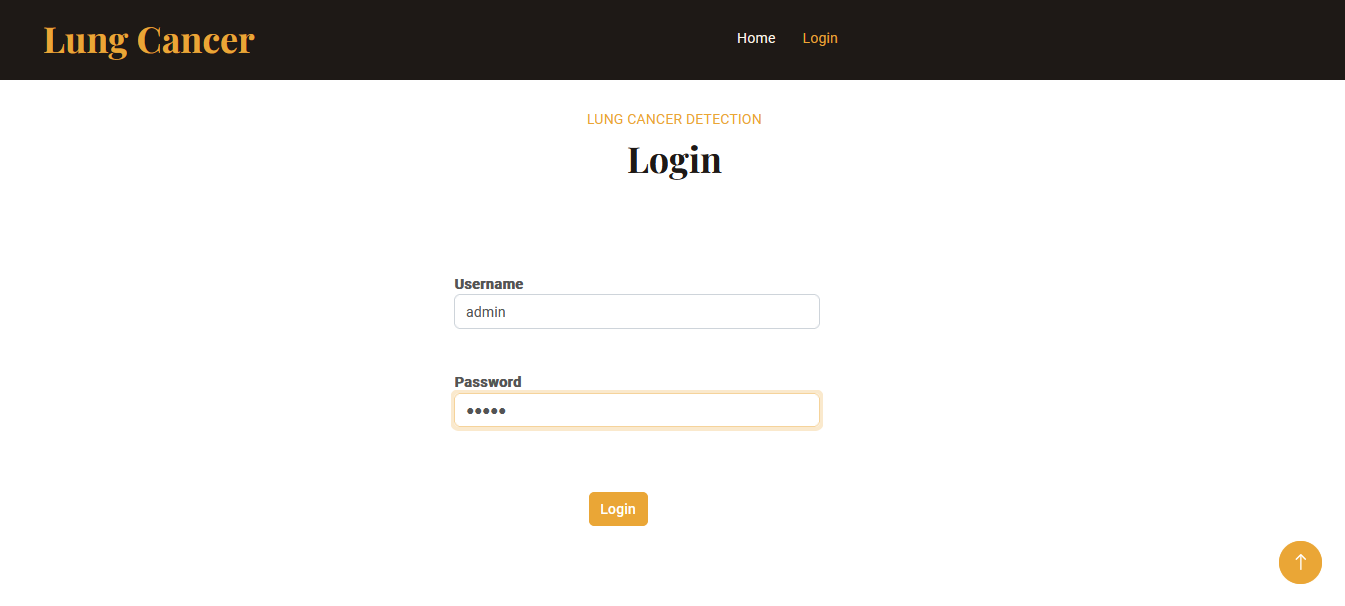 Lung Cancer
Home Login
LUNG CANCER DETECTION
Login
Username
admin
Password
•••••
Login